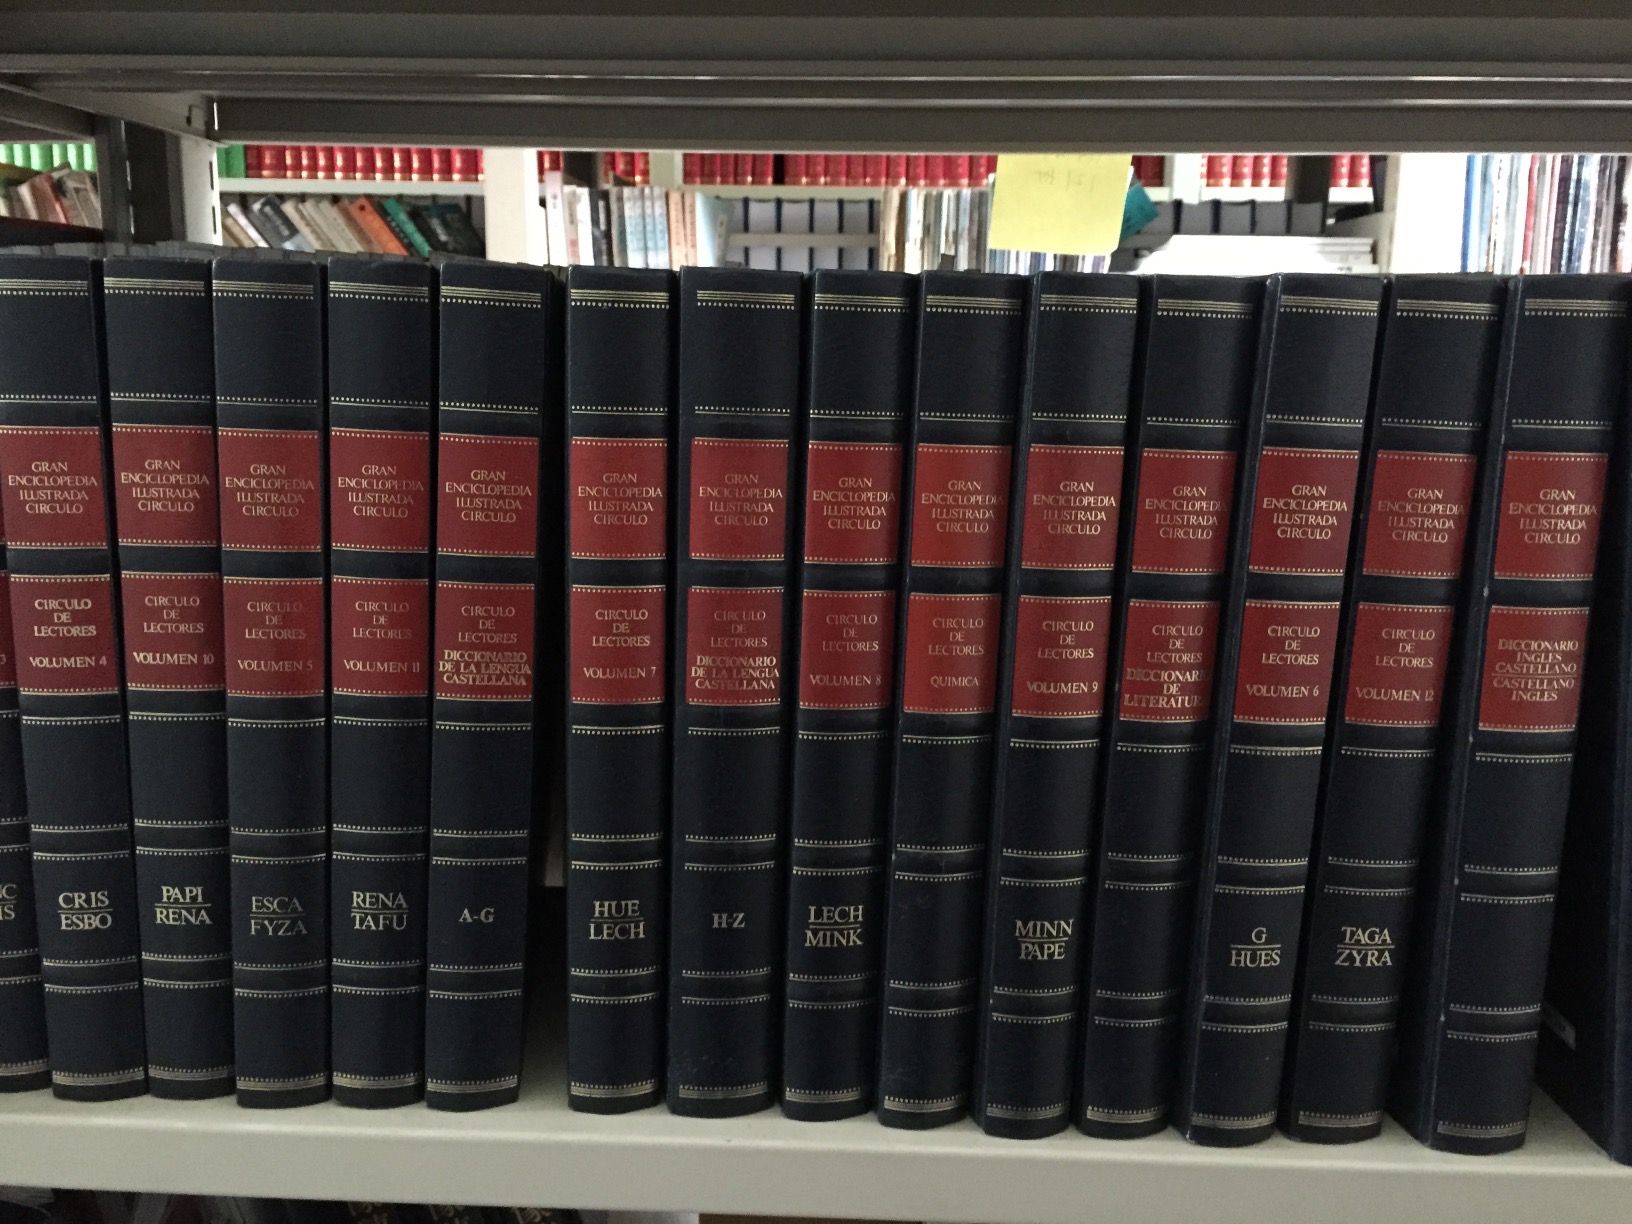 GRAN
ENCICLOPEDIA
ILUSTRADA
CIRCULO
CIRCULO
DE
LECTORES
VOLUMEN 4
CRIS
ESBO
GRAN
ENCICLOPEDIA
ILUSTRADA
CIRCULO
CIRCULO
DE
LECTORES
VOLUMEN 10
PAPI
RENA
GRAN
ENCICLOPEDIA
ILUSTRADA
CIRCULO
CIRCULO
DE
LECTORES
VOLUMEN 5
ESCA
FYZA
GRAN
ENCICLOPEDIA
ILUSTRADA
CIRCULO
CIRCULO
DE
LECTORES
VOLUMEN 11
RENA
TAFU
GRAN
ENCICLOPEDIA
ILUSTRADA
CIRCULO
CIRCULO
DE
LECTORES
DICCIONARIO
DE LA LENGUA
CASTELLANA
A-G
GRAN
ENCICLOPEDIA
ILUSTRADA
CIRCULO
CIRCULO
DE
LECTORES
VOLUMEN 7
HUE
LECH
GRAN
ENCICLOPEDIA
ILUSTRADA
CIRCULO
CIRCULO
DE
LECTORES
DICCIONARIO
DE LA LENGUA
CASTELLANA
H-Z
GRAN
ENCICLOPEDIA
ILUSTRADA
CIRCULO
CIRCULO
DE
LECTORES
VOLUMEN 8
LECH
MINK
GRAN
ENCICLOPEDIA
ILUSTRADA
CIRCULO
CIRCULO
DE
LECTORES
QUIMICA
GRAN
ENCICLOPEDIA
ILUSTRADA
CIRCULO
CIRCULO
DE
LECTORES
VOLUMEN 9
MINN
PAPE
GRAN
ENCICLOPEDIA
ILUSTRADA
CIRCULO
CIRCULO
DE
LECTORES
DICCIONARI
DE
LITERATUR
GRAN
ENCICLOPEDIA
ILUSTRADA
CIRCULO
CIRCULO
DE
LECTORES
VOLUMEN 6
G
HUES
GRAN
ENCICLOPEDIA
ILUSTRADA
CIRCULO
CIRCULO
DE
LECTORES
VOLUMEN 12
TAGA
ZYRA
GRAN
ENCICLOPEDIA
ILUSTRADA
CIRCULO
DICCIONARIO
INGLES
CASTELLANO
CASTELLANO
INGLES